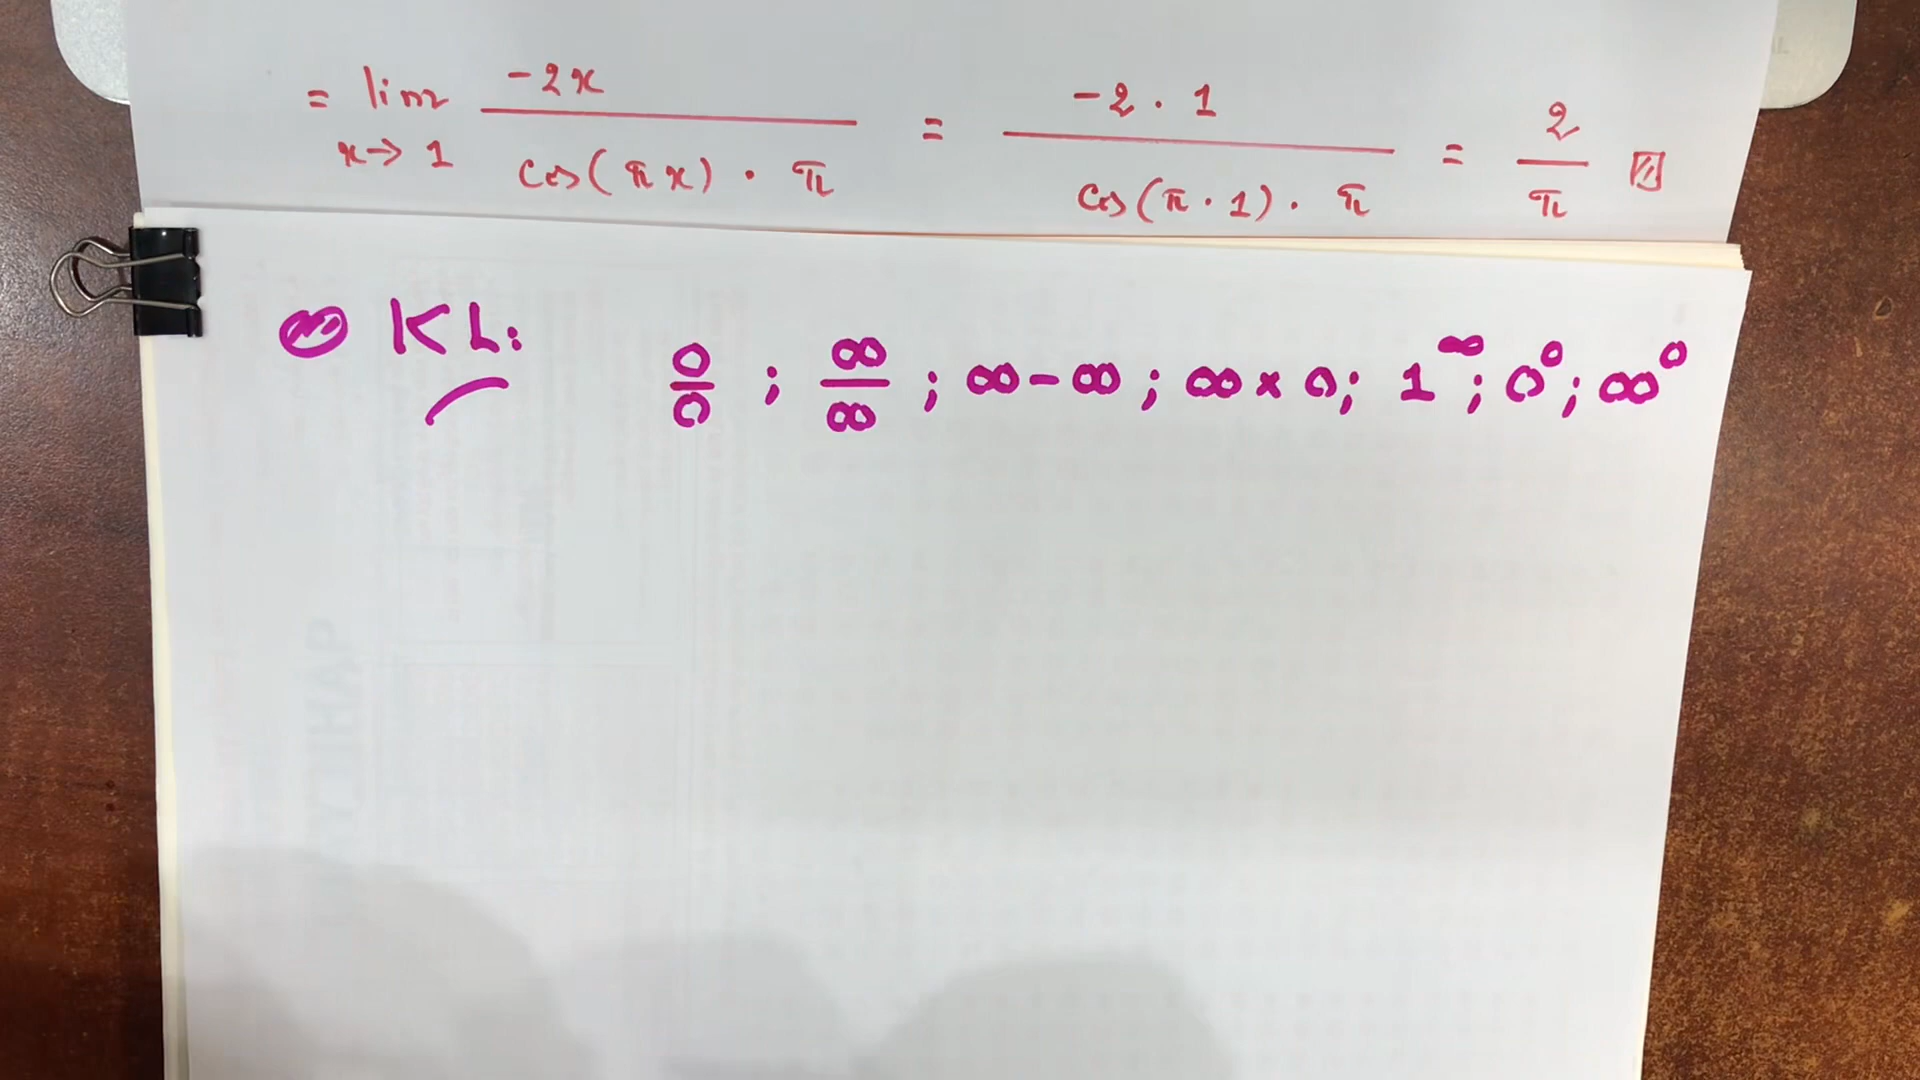 = lim x→1 -2x / cos(πx) · π = -2 · 1 / cos(π · 1) · π = 2 / π
KL: 0/0 ; ∞/∞ ; ∞ - ∞ ; ∞ × 0 ; 1^∞ ; 0^0 ; ∞^0